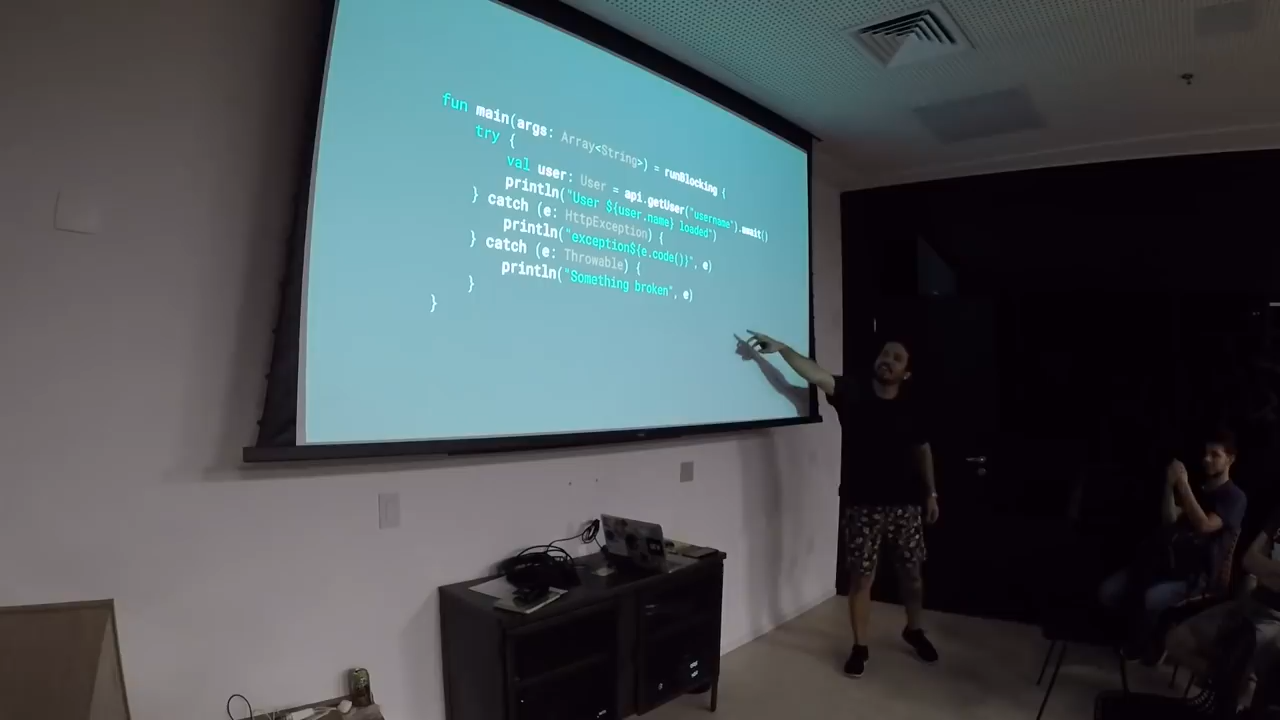 fun main(args: Array<String>) = runBlocking {
try {
val user: User = api.getUser("username").await()
println("User ${user.name} loaded")
} catch (e: HttpException) {
println("exception${e.code()}", e)
} catch (e: Throwable) {
println("Something broken", e)
}
}